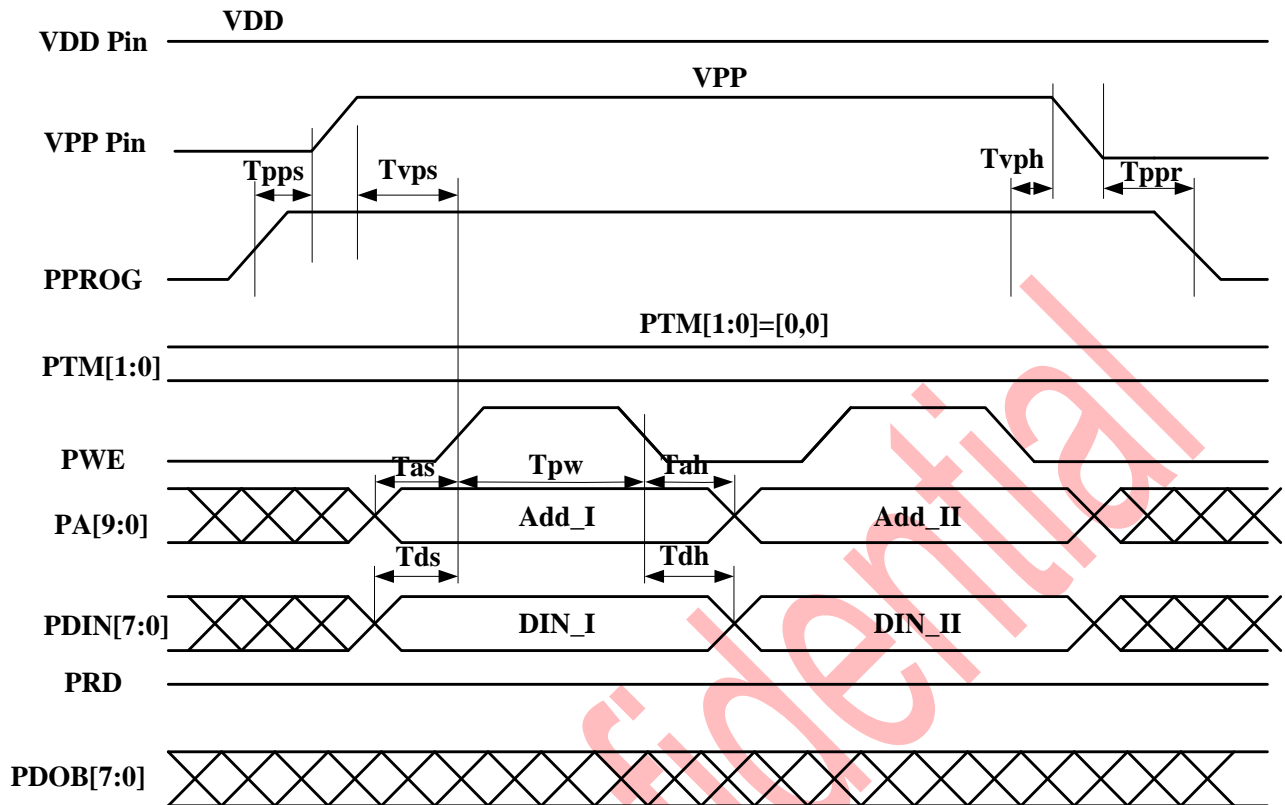 VDD
VDD Pin
VPP
VPP Pin
Tpps
Tvps
Tvph
Tppr
PPROG
PTM[1:0]=[0,0]
PTM[1:0]
PWE
Tas
Tpw
Tah
PA[9:0]
Add_I
Add_II
Tds
Tdh
PDIN[7:0]
DIN_I
DIN_II
PRD
PDOB[7:0]
fidential